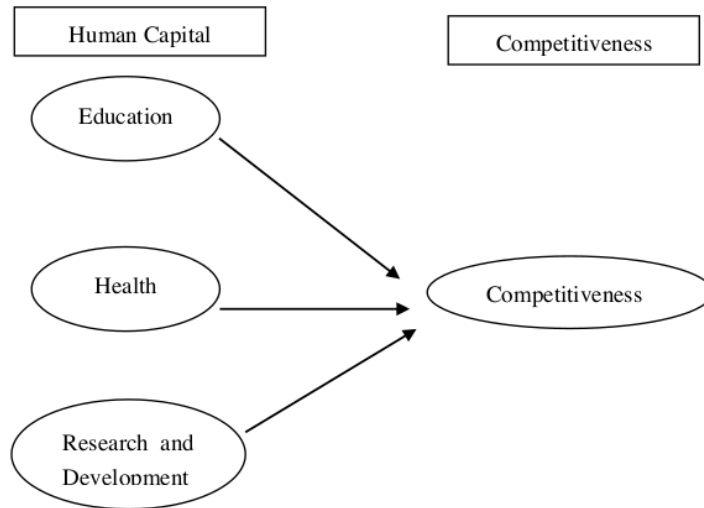 Human Capital
Competitiveness
Education
Health
Competitiveness
Research and
Development